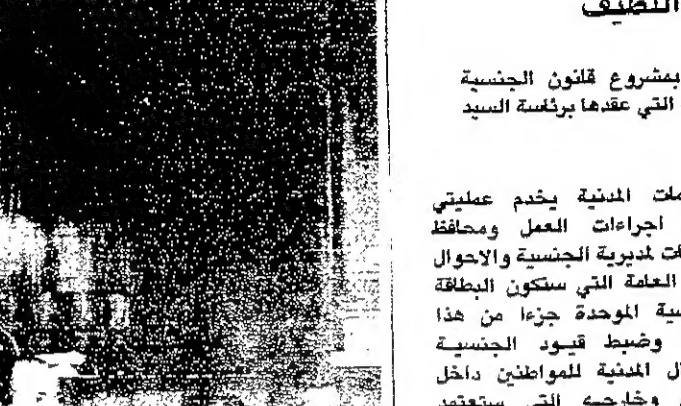 اللطيف
بمشروع قانون الجنسية
التي عقدها برئاسة السيد
مات المدنية يخدم عمليتي
اجراءات العمل ومحافظ
ات لمديرية الجنسية والاحوال
العامة التي ستكون البطاقة
سية الموحدة جزءا من هذا
وضبط قيود الجنسية
ال المدنية للمواطنين داخل
وخارجه التي ستعتمد